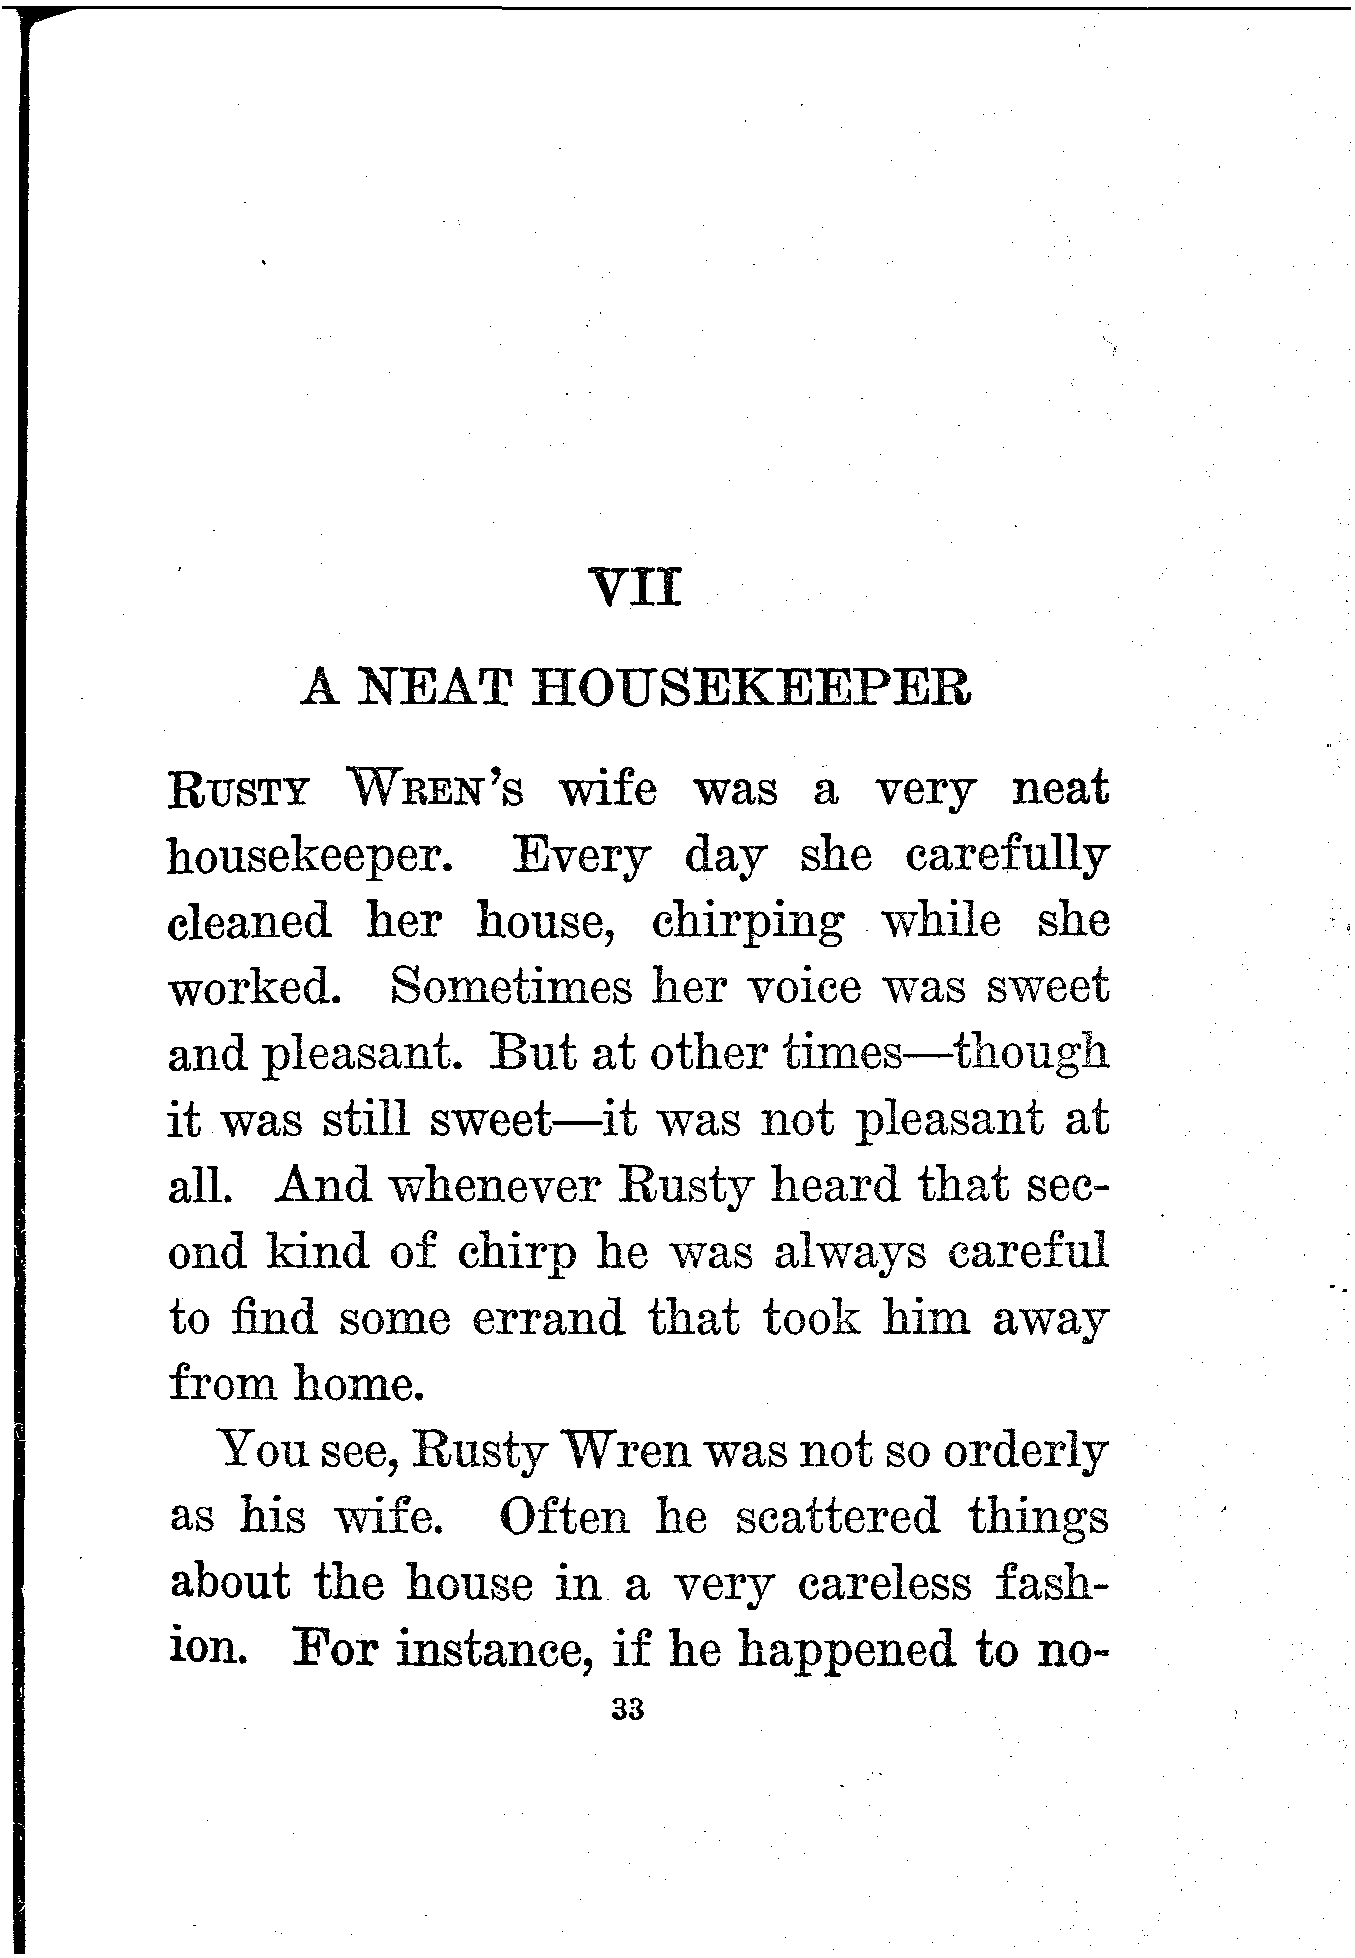 VII
A NEAT HOUSEKEEPER
RUSTY WREN'S wife was a very neat
housekeeper. Every day she carefully
cleaned her house, chirping while she
worked. Sometimes her voice was sweet
and pleasant. But at other times—though
it was still sweet—it was not pleasant at
all. And whenever Rusty heard that sec-
ond kind of chirp he was always careful
to find some errand that took him away
from home.
You see, Rusty Wren was not so orderly
as his wife. Often he scattered things
about the house in a very careless fash-
ion. For instance, if he happened to no-
33